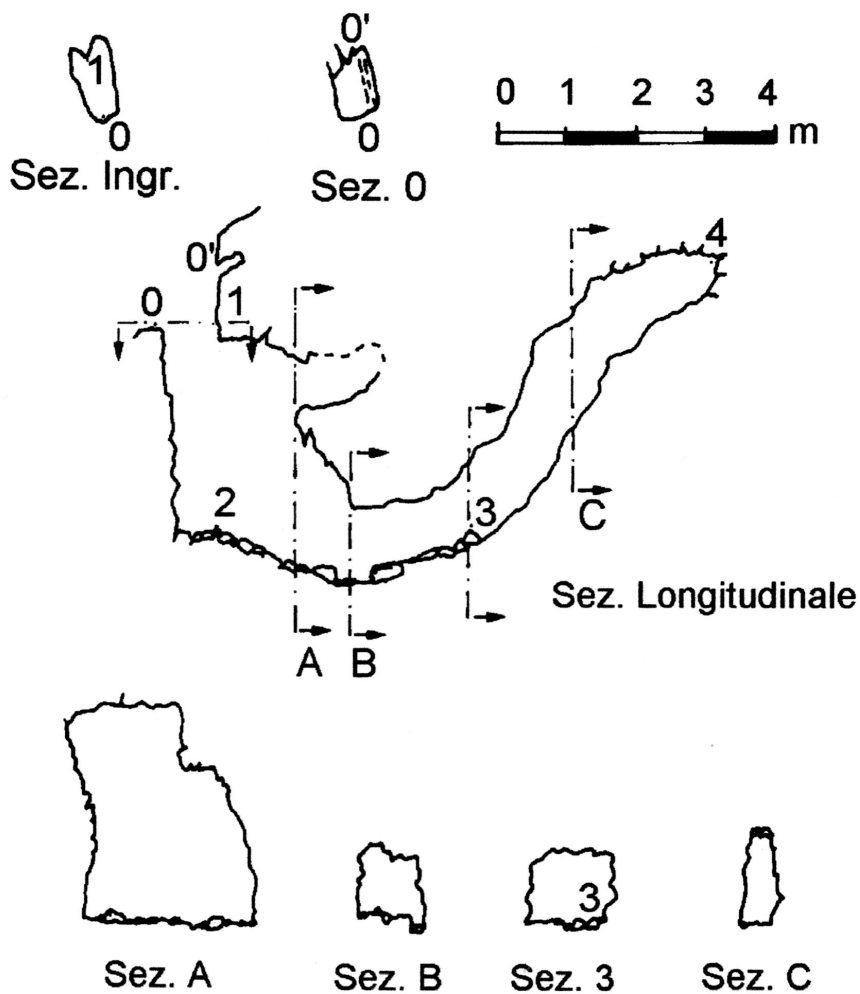 0'
1
0
0
Sez. Ingr.
Sez. 0
0 1 2 3 4
m
0'
0
1
4
2
3
C
Sez. Longitudinale
A B
3
Sez. A
Sez. B
Sez. 3
Sez. C